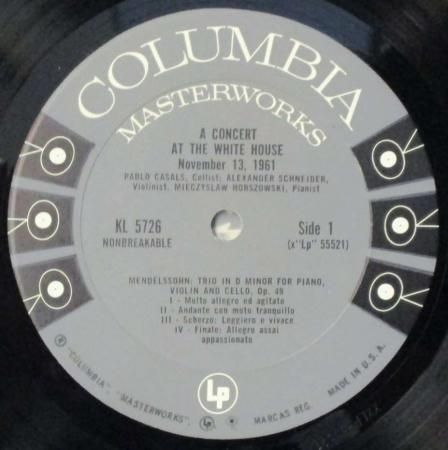 COLUMBIA
MASTERWORKS
A CONCERT
AT THE WHITE HOUSE
November 13, 1961
PABLO CASALS, Cellist; ALEXANDER SCHNEIDER,
Violinist; MIECZYSLAW HORSZOWSKI, Pianist
KL 5726
NONBREAKABLE
Side 1
(x"Lp" 55521)
MENDELSSOHN: TRIO IN D MINOR FOR PIANO,
VIOLIN AND CELLO, Op. 49
I - Molto allegro ed agitato
II - Andante con moto tranquillo
III - Scherzo: Leggiero e vivace
IV - Finale: Allegro assai
appassionato
® "COLUMBIA", "MASTERWORKS", Lp MARCAS REG. MADE IN U.S.A.